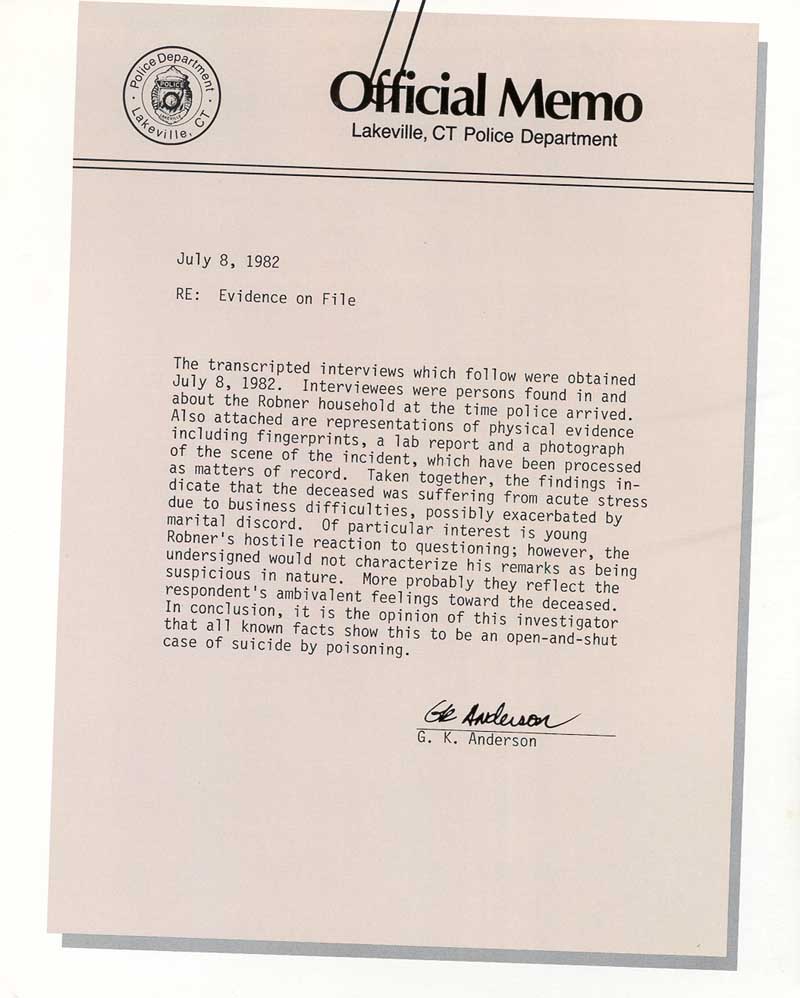 Police Department
POLICE
LAKEVILLE
Lakeville, CT
Official Memo
Lakeville, CT Police Department
July 8, 1982
RE: Evidence on File
The transcripted interviews which follow were obtained
July 8, 1982. Interviewees were persons found in and
about the Robner household at the time police arrived.
Also attached are representations of physical evidence
including fingerprints, a lab report and a photograph
of the scene of the incident, which have been processed
as matters of record. Taken together, the findings in-
dicate that the deceased was suffering from acute stress
due to business difficulties, possibly exacerbated by
marital discord. Of particular interest is young
Robner's hostile reaction to questioning; however, the
undersigned would not characterize his remarks as being
suspicious in nature. More probably they reflect the
respondent's ambivalent feelings toward the deceased.
In conclusion, it is the opinion of this investigator
that all known facts show this to be an open-and-shut
case of suicide by poisoning.
GK Anderson
G. K. Anderson